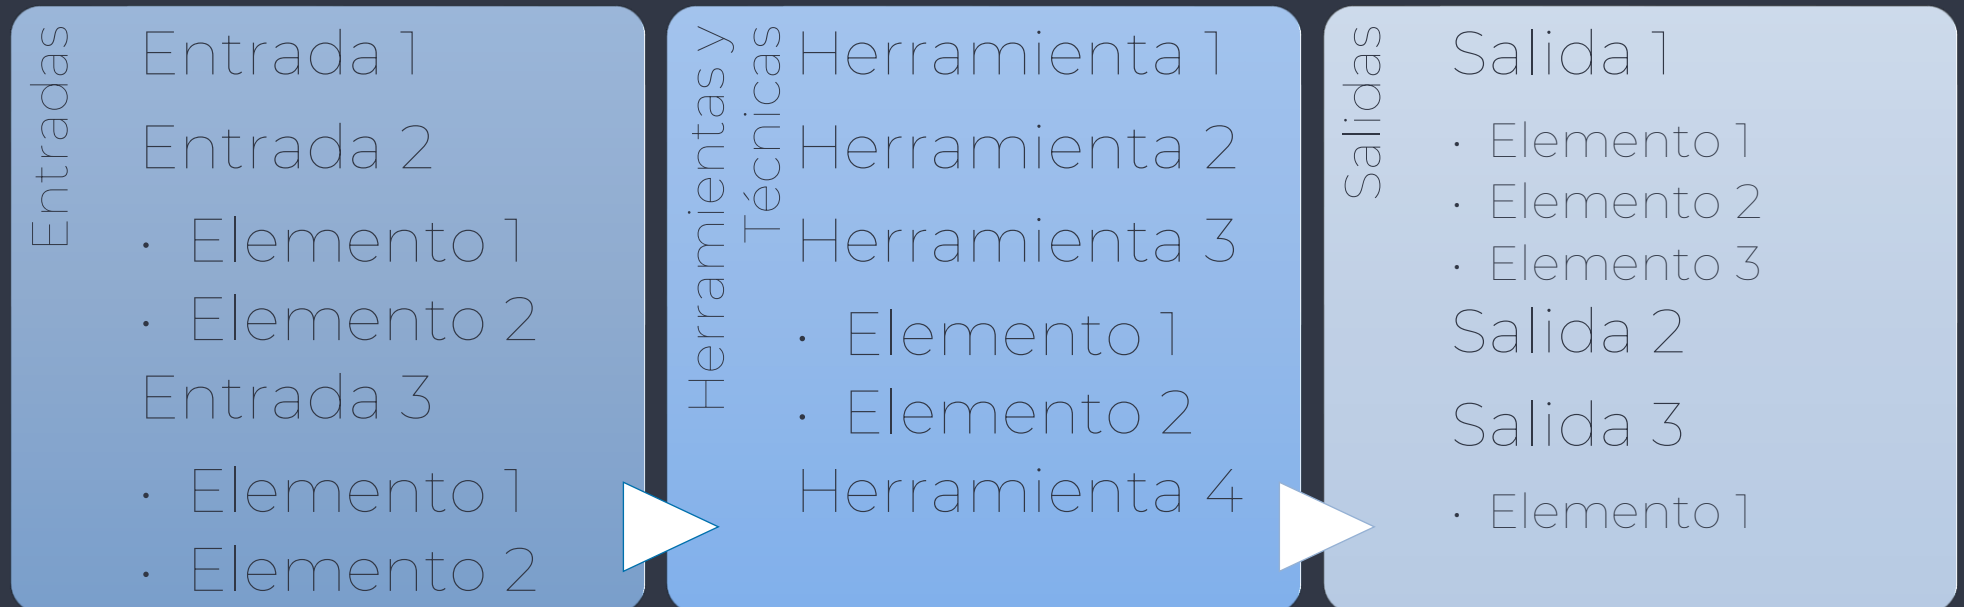 Entradas
Entrada 1
Entrada 2
• Elemento 1
• Elemento 2
Entrada 3
• Elemento 1
• Elemento 2
Herramientas y
Técnicas
Herramienta 1
Herramienta 2
Herramienta 3
• Elemento 1
• Elemento 2
Herramienta 4
Salidas
Salida 1
• Elemento 1
• Elemento 2
• Elemento 3
Salida 2
Salida 3
• Elemento 1